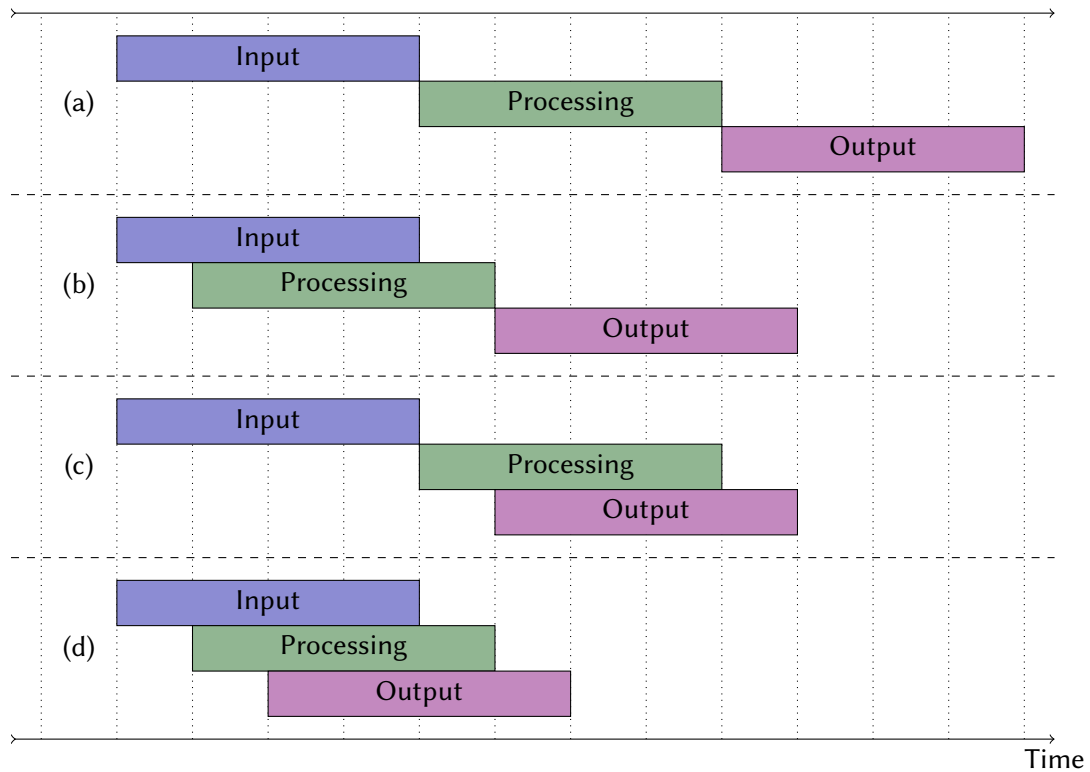 Input
(a)
Processing
Output
Input
(b)
Processing
Output
Input
(c)
Processing
Output
Input
(d)
Processing
Output
Time